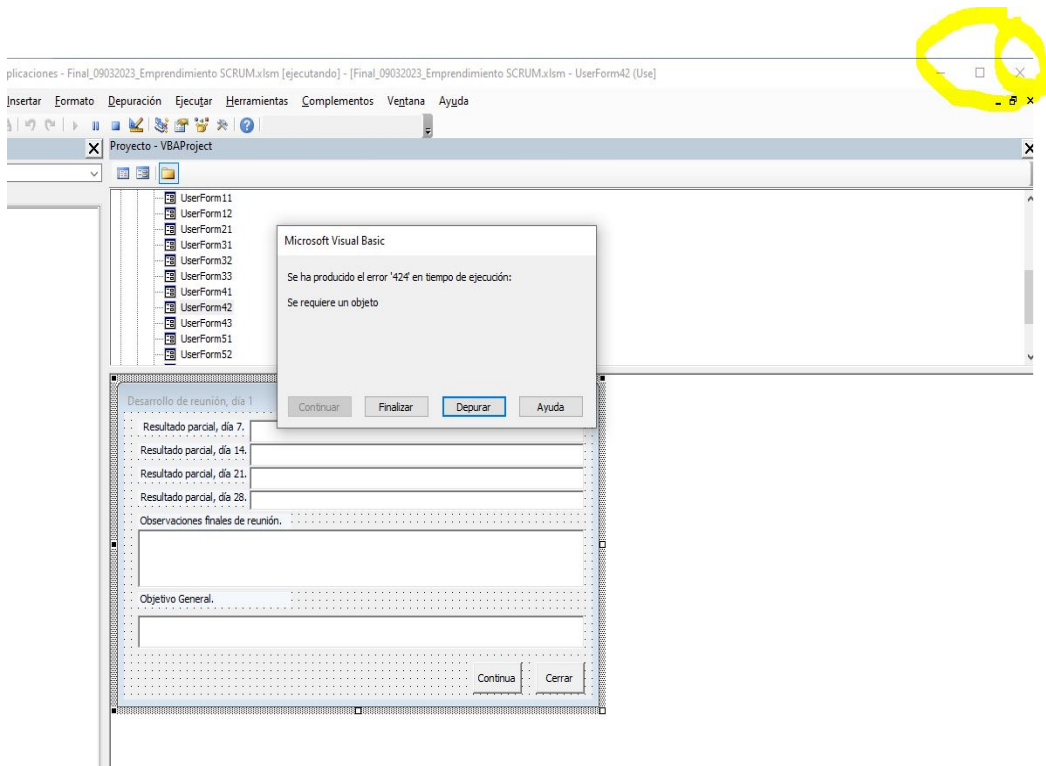 plicaciones - Final_09032023_Emprendimiento SCRUM.xlsm [ejecutando] - [Final_09032023_Emprendimiento SCRUM.xlsm - UserForm42 (Use]
Insertar Formato Depuración Ejecutar Herramientas Complementos Ventana Ayuda
Proyecto - VBAProject
UserForm11
UserForm12
UserForm21
UserForm31
UserForm32
UserForm33
UserForm41
UserForm42
UserForm43
UserForm51
UserForm52
Microsoft Visual Basic
Se ha producido el error '424' en tiempo de ejecución:
Se requiere un objeto
Continuar Finalizar Depurar Ayuda
Desarrollo de reunión, día 1
Resultado parcial, día 7.
Resultado parcial, día 14.
Resultado parcial, día 21.
Resultado parcial, día 28.
Observaciones finales de reunión.
Objetivo General.
Continua Cerrar